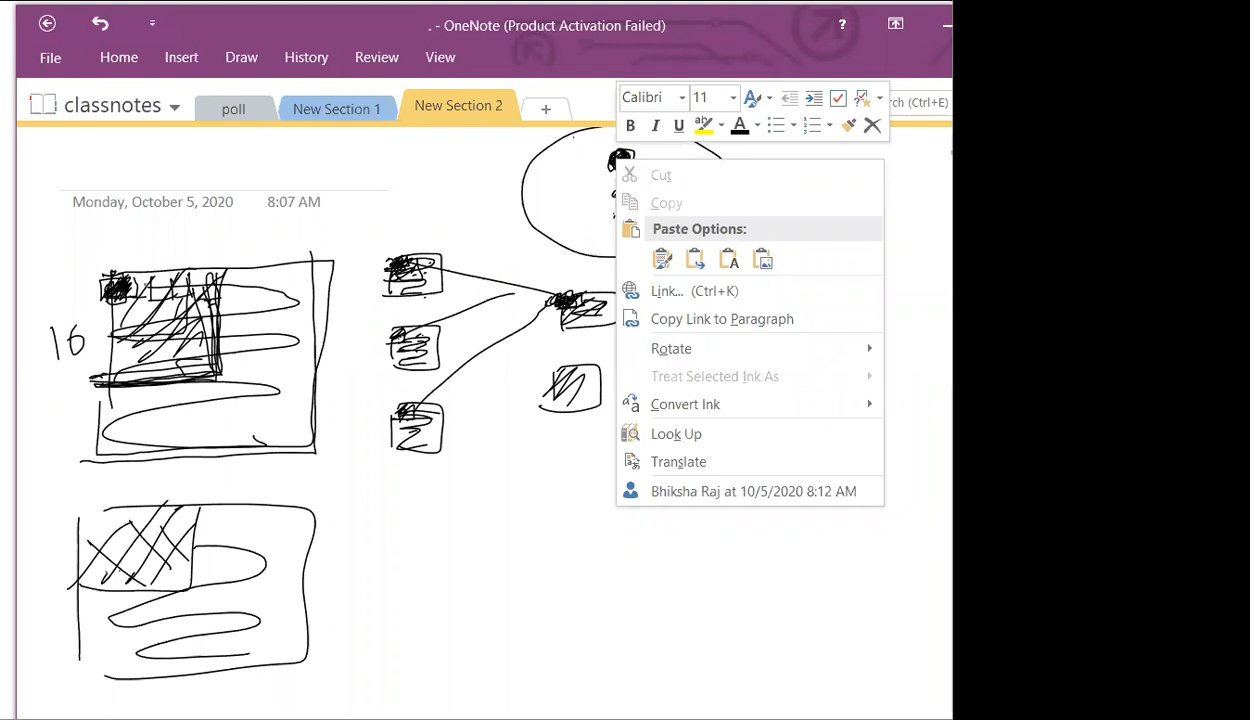 . - OneNote (Product Activation Failed)
?
File Home Insert Draw History Review View
classnotes poll New Section 1 New Section 2 +
Calibri 11
rch (Ctrl+E)
B I U ab A
Cut
Monday, October 5, 2020 8:07 AM
Copy
Paste Options:
A
Link... (Ctrl+K)
Copy Link to Paragraph
16
Rotate
Treat Selected Ink As
Convert Ink
Look Up
Translate
Bhiksha Raj at 10/5/2020 8:12 AM